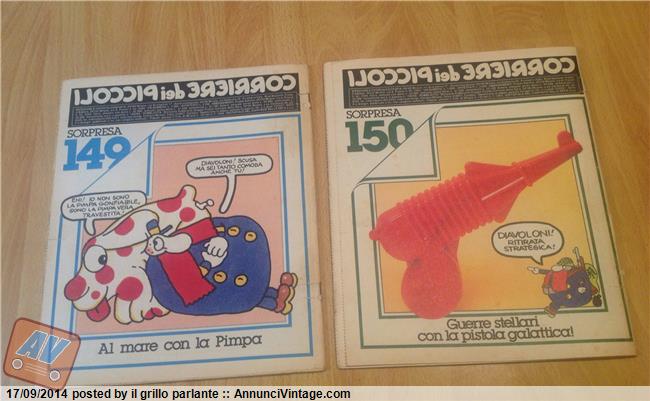 CORRIERE dei PICCOLI
SORPRESA
149
EHI! IO NON SONO
LA PIMPA GONFIABILE,
SONO LA PIMPA VERA
TRAVESTITA!
DIAVOLONI! SCUSA
MA SEI TANTO COMODA
ANCHE TU!
Al mare con la Pimpa
CORRIERE dei PICCOLI
SORPRESA
150
DIAVOLONI!
RITIRATA
STRATEGICA!
Guerre stellari
con la pistola galattica!
AV
17/09/2014 posted by il grillo parlante :: AnnunciVintage.com